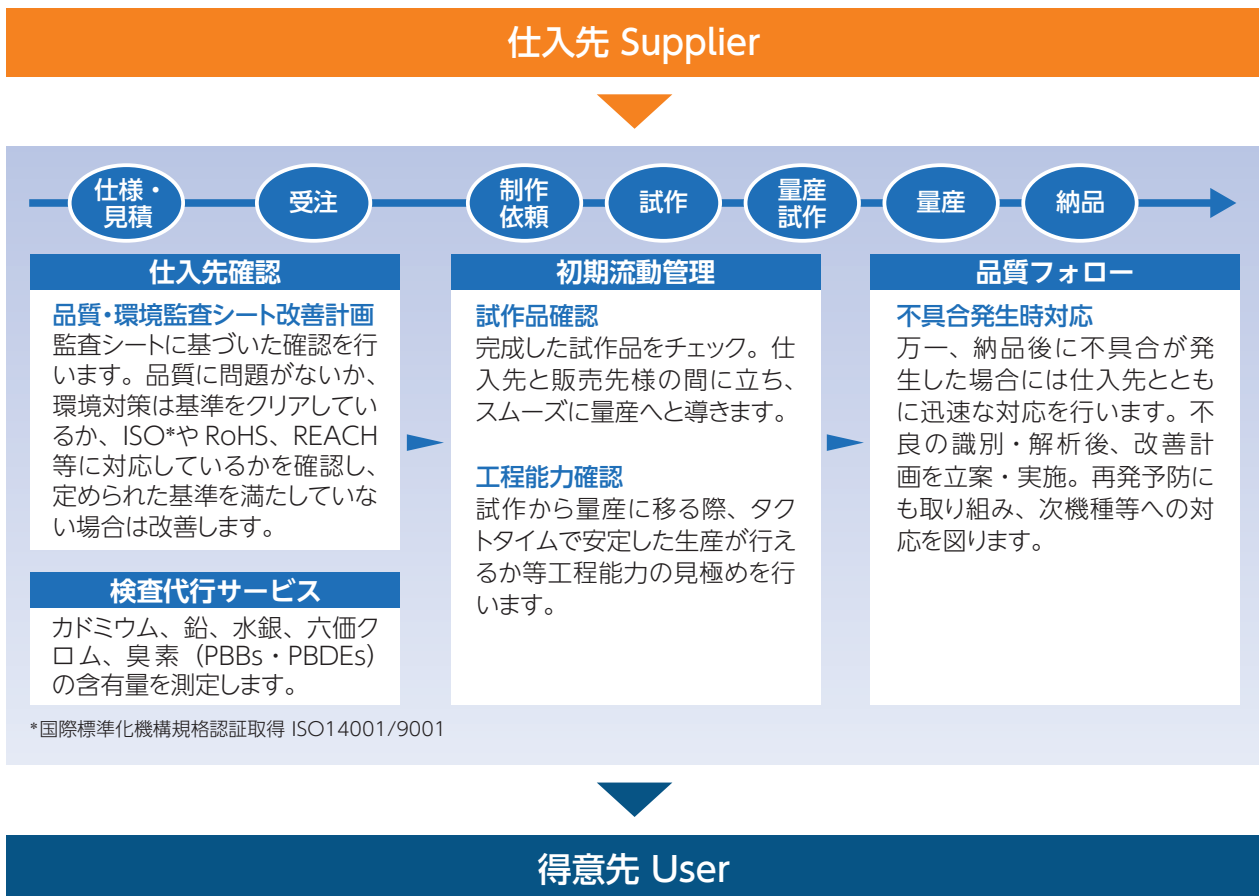 仕入先 Supplier
仕様・
見積
受注
制作
依頼
試作
量産
試作
量産
納品
仕入先確認
品質・環境監査シート改善計画
監査シートに基づいた確認を行
います。品質に問題がないか、
環境対策は基準をクリアしてい
るか、ISO*や RoHS、REACH
等に対応しているかを確認し、
定められた基準を満たしていな
い場合は改善します。
検査代行サービス
カドミウム、鉛、水銀、六価ク
ロム、臭素（PBBs・PBDEs）
の含有量を測定します。
初期流動管理
試作品確認
完成した試作品をチェック。仕
入先と販売先様の間に立ち、
スムーズに量産へと導きます。
工程能力確認
試作から量産に移る際、タク
トタイムで安定した生産が行え
るか等工程能力の見極めを行
います。
品質フォロー
不具合発生時対応
万一、納品後に不具合が発
生した場合には仕入先ととも
に迅速な対応を行います。不
良の識別・解析後、改善計
画を立案・実施。再発予防に
も取り組み、次機種等への対
応を図ります。
*国際標準化機構規格認証取得 ISO14001/9001
得意先 User